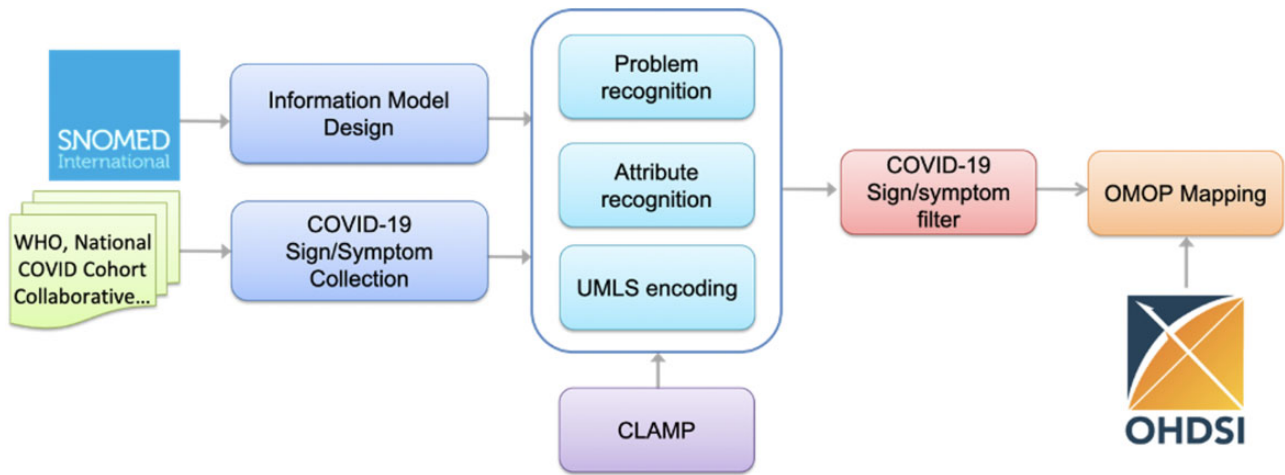 SNOMED
International
Information Model
Design
WHO, National
COVID Cohort
Collaborative...
COVID-19
Sign/Symptom
Collection
Problem
recognition
Attribute
recognition
UMLS encoding
CLAMP
COVID-19
Sign/symptom
filter
OMOP Mapping
OHDSI